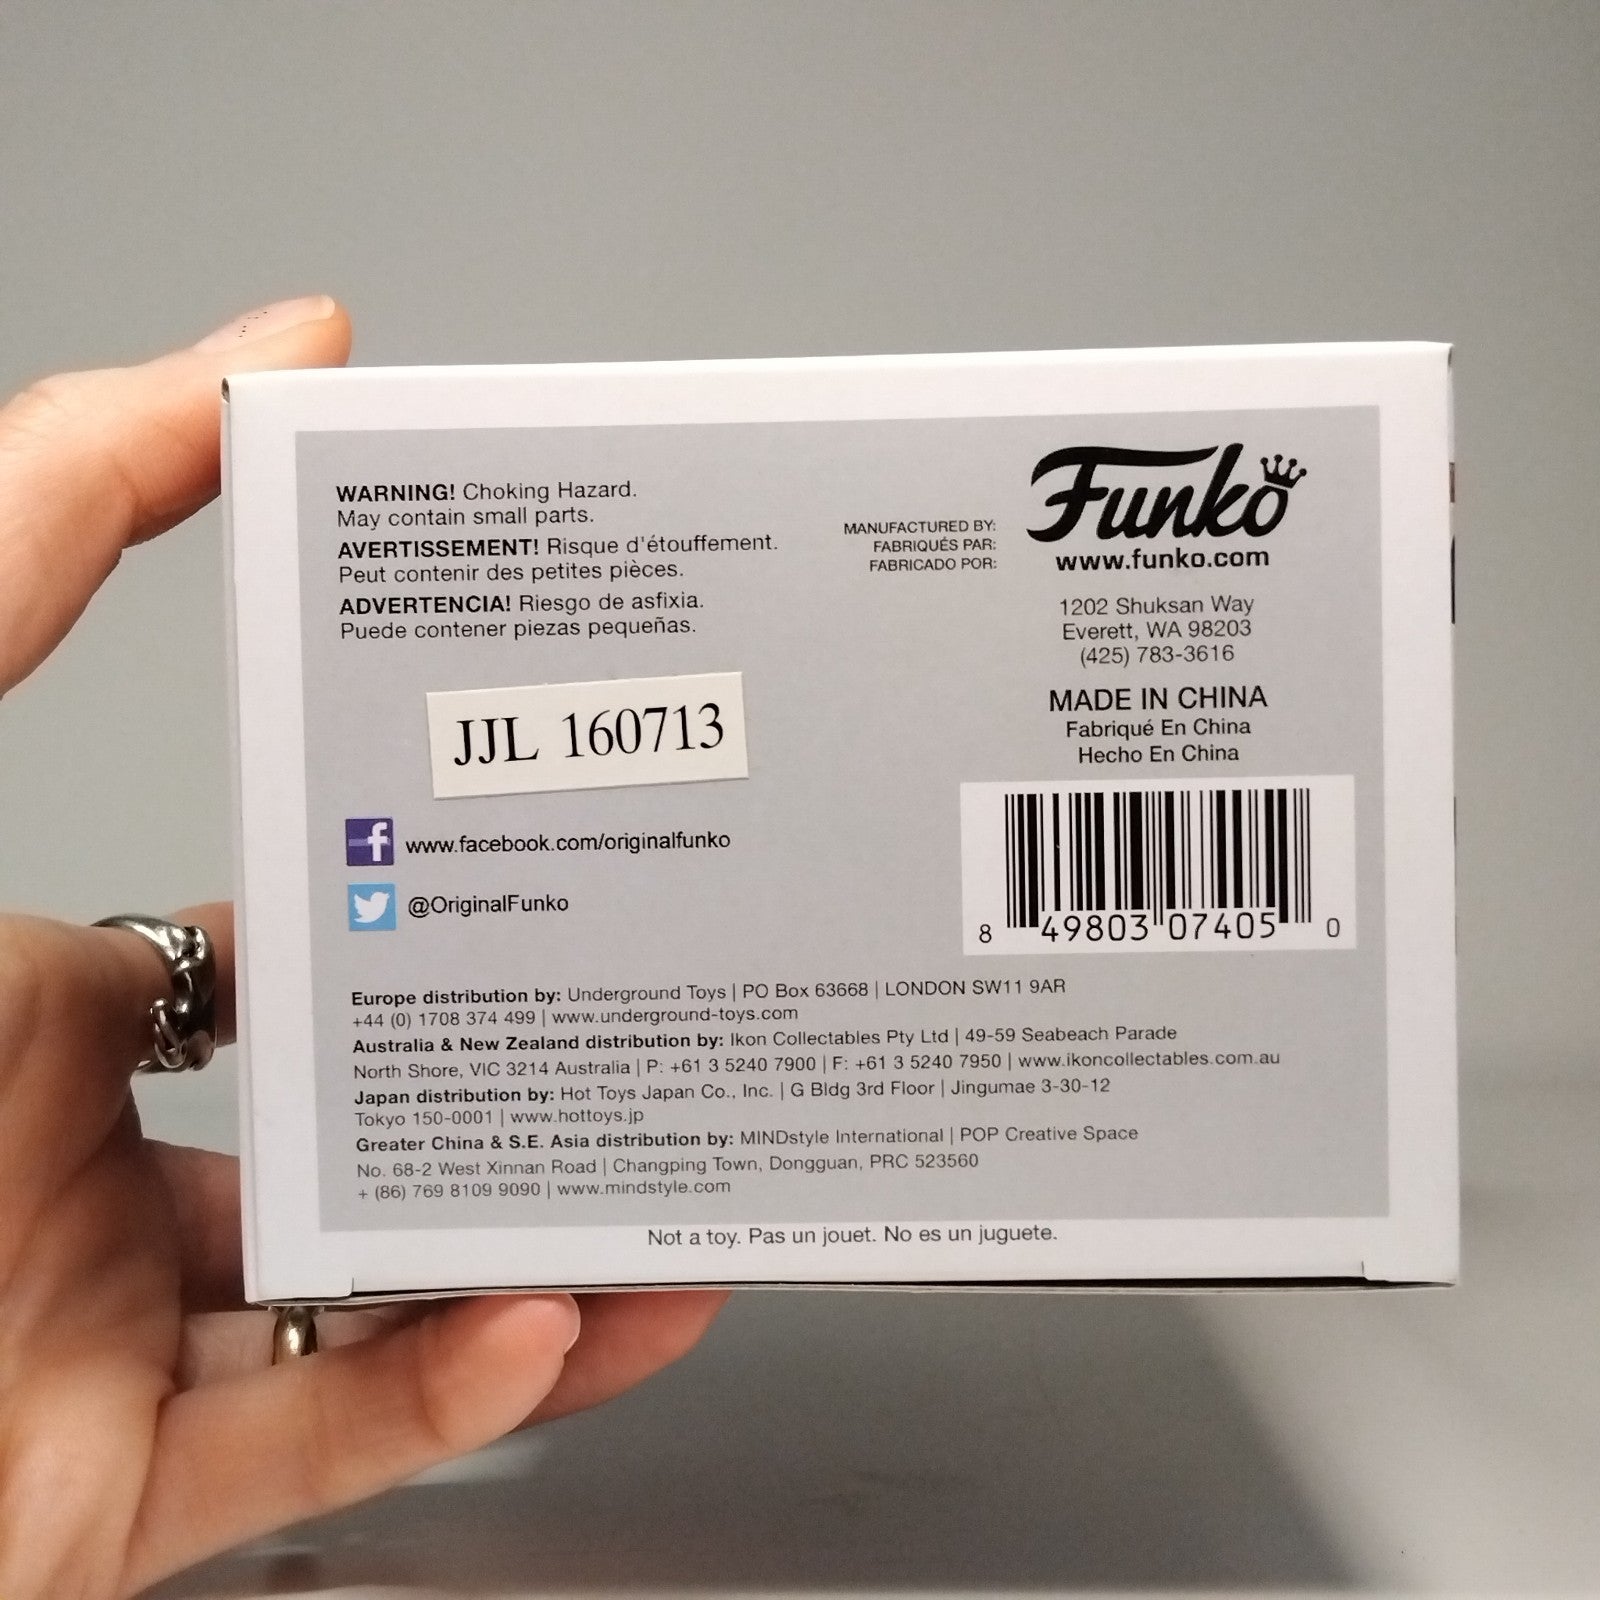 WARNING! Choking Hazard.
May contain small parts.
AVERTISSEMENT! Risque d'étouffement.
Peut contenir des petites pièces.
ADVERTENCIA! Riesgo de asfixia.
Puede contener piezas pequeñas.
MANUFACTURED BY:
FABRIQUÉS PAR:
FABRICADO POR:
Funko
www.funko.com
1202 Shuksan Way
Everett, WA 98203
(425) 783-3616
MADE IN CHINA
Fabriqué En China
Hecho En China
JJL 160713
www.facebook.com/originalfunko
@OriginalFunko
8 49803 07405 0
Europe distribution by: Underground Toys | PO Box 63668 | LONDON SW11 9AR
+44 (0) 1708 374 499 | www.underground-toys.com
Australia & New Zealand distribution by: Ikon Collectables Pty Ltd | 49-59 Seabeach Parade
North Shore, VIC 3214 Australia | P: +61 3 5240 7900 | F: +61 3 5240 7950 | www.ikoncollectables.com.au
Japan distribution by: Hot Toys Japan Co., Inc. | G Bldg 3rd Floor | Jingumae 3-30-12
Tokyo 150-0001 | www.hottoys.jp
Greater China & S.E. Asia distribution by: MINDstyle International | POP Creative Space
No. 68-2 West Xinnan Road | Changping Town, Dongguan, PRC 523560
+ (86) 769 8109 9090 | www.mindstyle.com
Not a toy. Pas un jouet. No es un juguete.